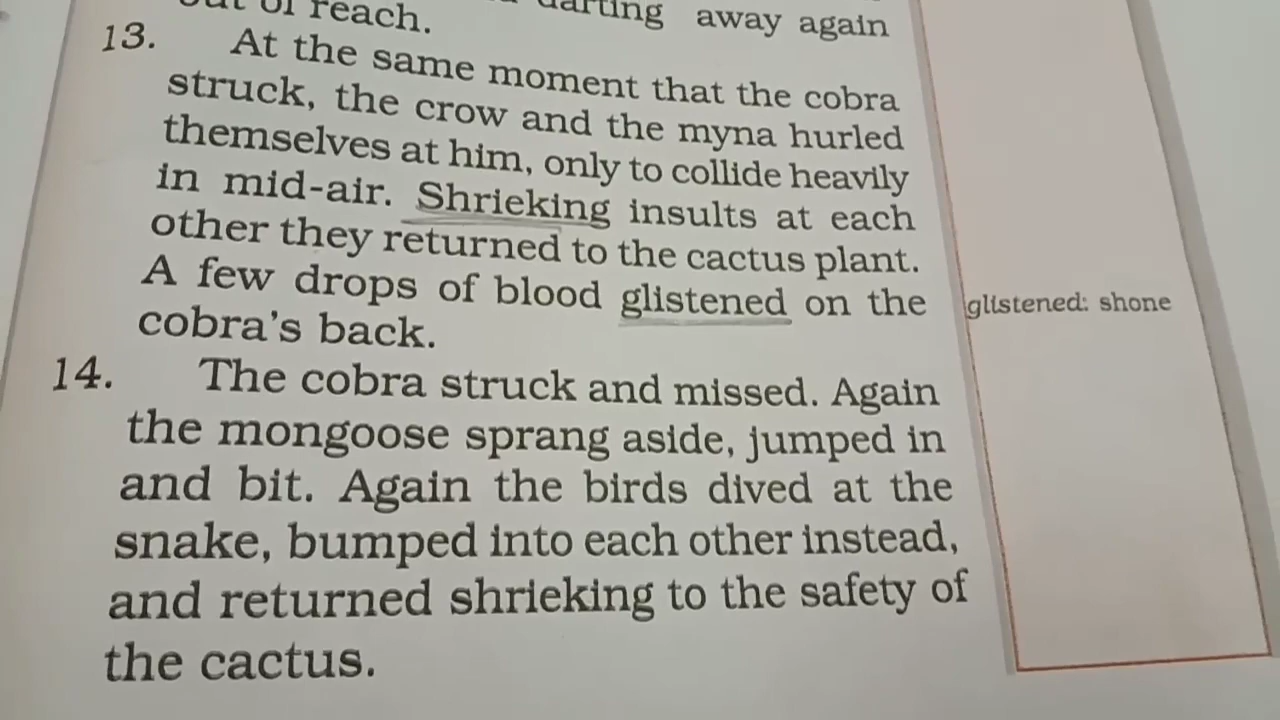 out of reach.
darting away again
13. At the same moment that the cobra
struck, the crow and the myna hurled
themselves at him, only to collide heavily
in mid-air. Shrieking insults at each
other they returned to the cactus plant.
A few drops of blood glistened on the
cobra's back.
glistened: shone
14. The cobra struck and missed. Again
the mongoose sprang aside, jumped in
and bit. Again the birds dived at the
snake, bumped into each other instead,
and returned shrieking to the safety of
the cactus.